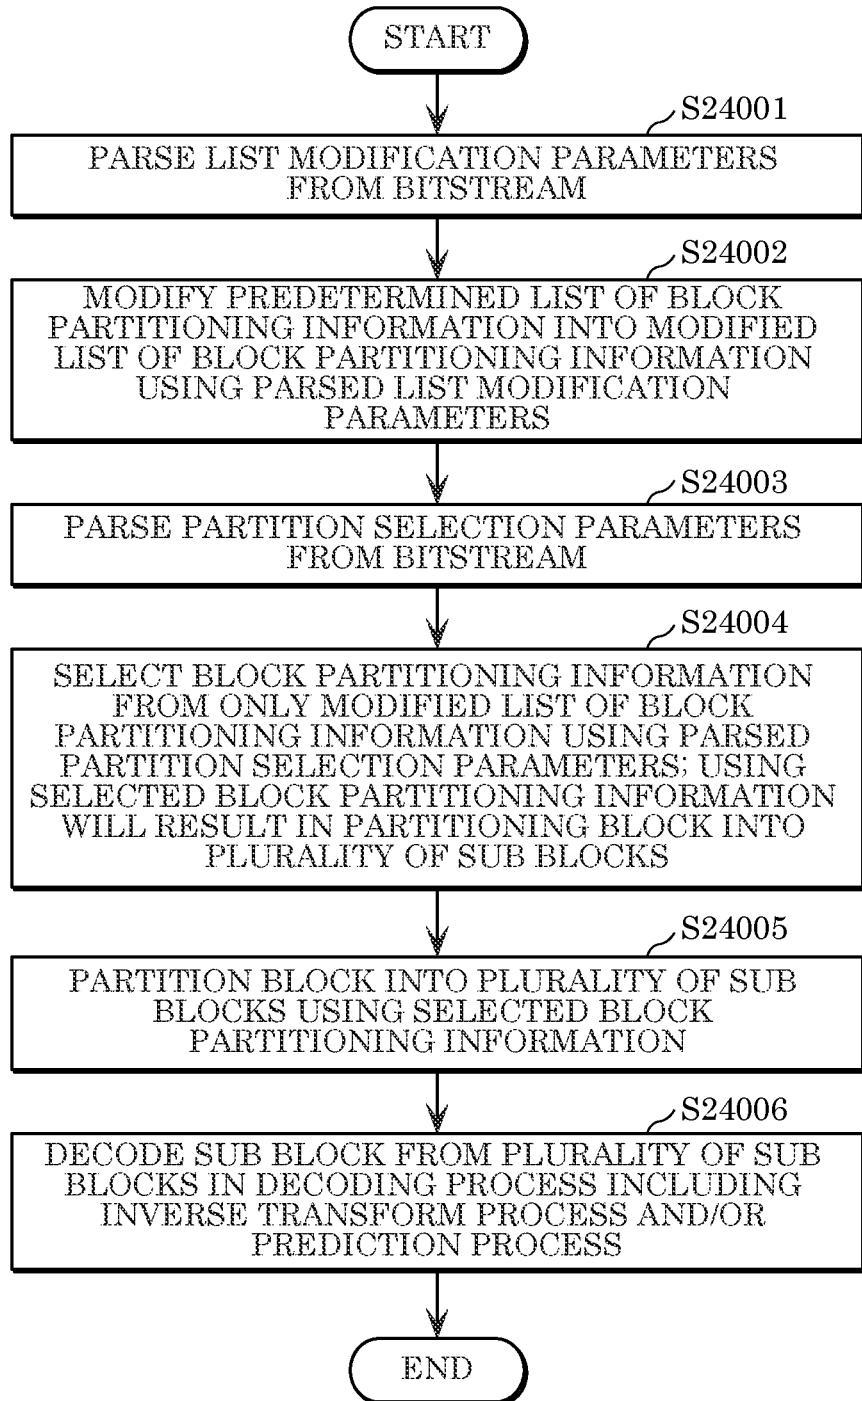 START
S24001
PARSE LIST MODIFICATION PARAMETERS
FROM BITSTREAM
S24002
MODIFY PREDETERMINED LIST OF BLOCK
PARTITIONING INFORMATION INTO MODIFIED
LIST OF BLOCK PARTITIONING INFORMATION
USING PARSED LIST MODIFICATION
PARAMETERS
S24003
PARSE PARTITION SELECTION PARAMETERS
FROM BITSTREAM
S24004
SELECT BLOCK PARTITIONING INFORMATION
FROM ONLY MODIFIED LIST OF BLOCK
PARTITIONING INFORMATION USING PARSED
PARTITION SELECTION PARAMETERS; USING
SELECTED BLOCK PARTITIONING INFORMATION
WILL RESULT IN PARTITIONING BLOCK INTO
PLURALITY OF SUB BLOCKS
S24005
PARTITION BLOCK INTO PLURALITY OF SUB
BLOCKS USING SELECTED BLOCK
PARTITIONING INFORMATION
S24006
DECODE SUB BLOCK FROM PLURALITY OF SUB
BLOCKS IN DECODING PROCESS INCLUDING
INVERSE TRANSFORM PROCESS AND/OR
PREDICTION PROCESS
END